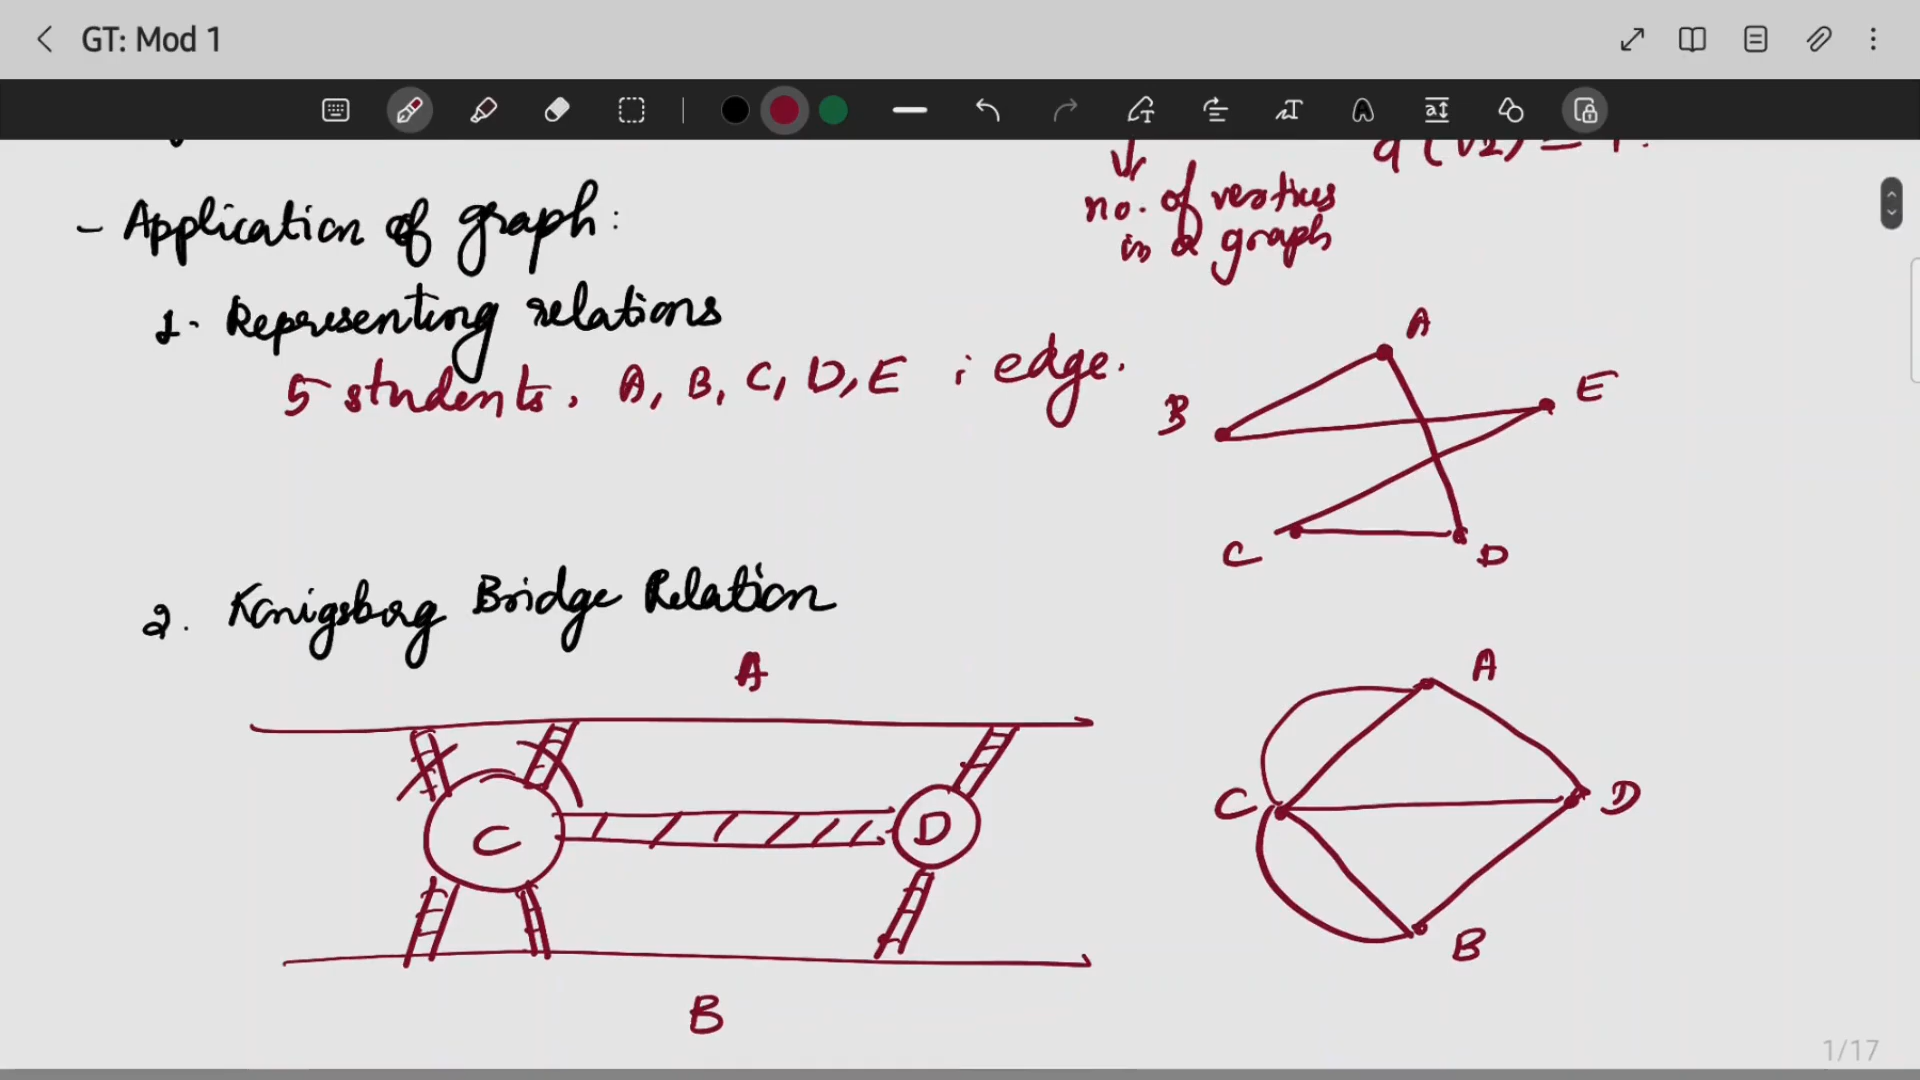 GT: Mod 1
no. of vertices
in a graph
- Application of graph:
1. Representing relations
5 students. A, B, C, D, E ; edge.
A
B
E
C
D
2. Konigsberg Bridge Relation
A
C
D
B
A
C
D
B
1/17